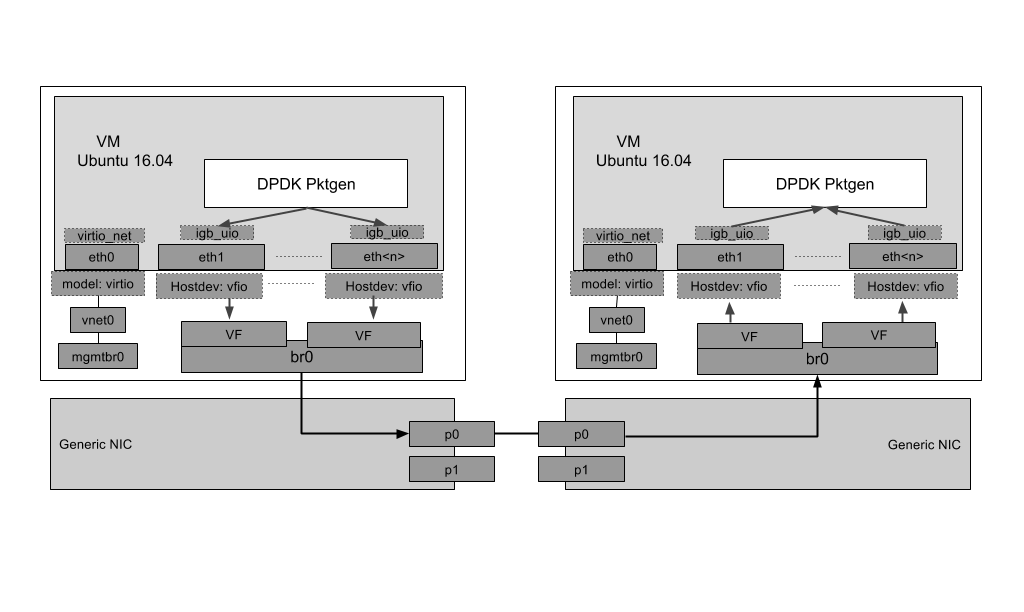 VM
Ubuntu 16.04
DPDK Pktgen
virtio_net
igb_uio
igb_uio
eth0
eth1
eth<n>
model: virtio
Hostdev: vfio
Hostdev: vfio
vnet0
VF
VF
mgmtbr0
br0
VM
Ubuntu 16.04
DPDK Pktgen
virtio_net
igb_uio
igb_uio
eth0
eth1
eth<n>
model: virtio
Hostdev: vfio
Hostdev: vfio
vnet0
VF
VF
mgmtbr0
br0
Generic NIC
p0
p1
p0
p1
Generic NIC